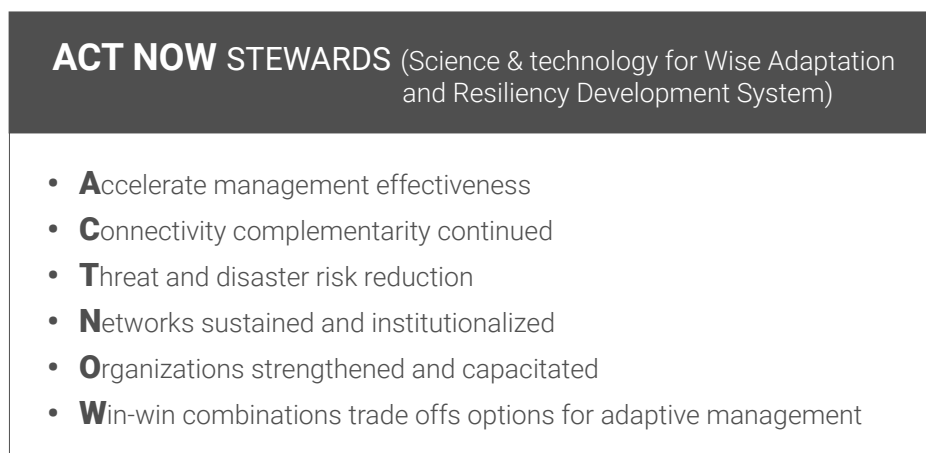 ACT NOW STEWARDS (Science & technology for Wise Adaptation
and Resiliency Development System)
• Accelerate management effectiveness
• Connectivity complementarity continued
• Threat and disaster risk reduction
• Networks sustained and institutionalized
• Organizations strengthened and capacitated
• Win-win combinations trade offs options for adaptive management